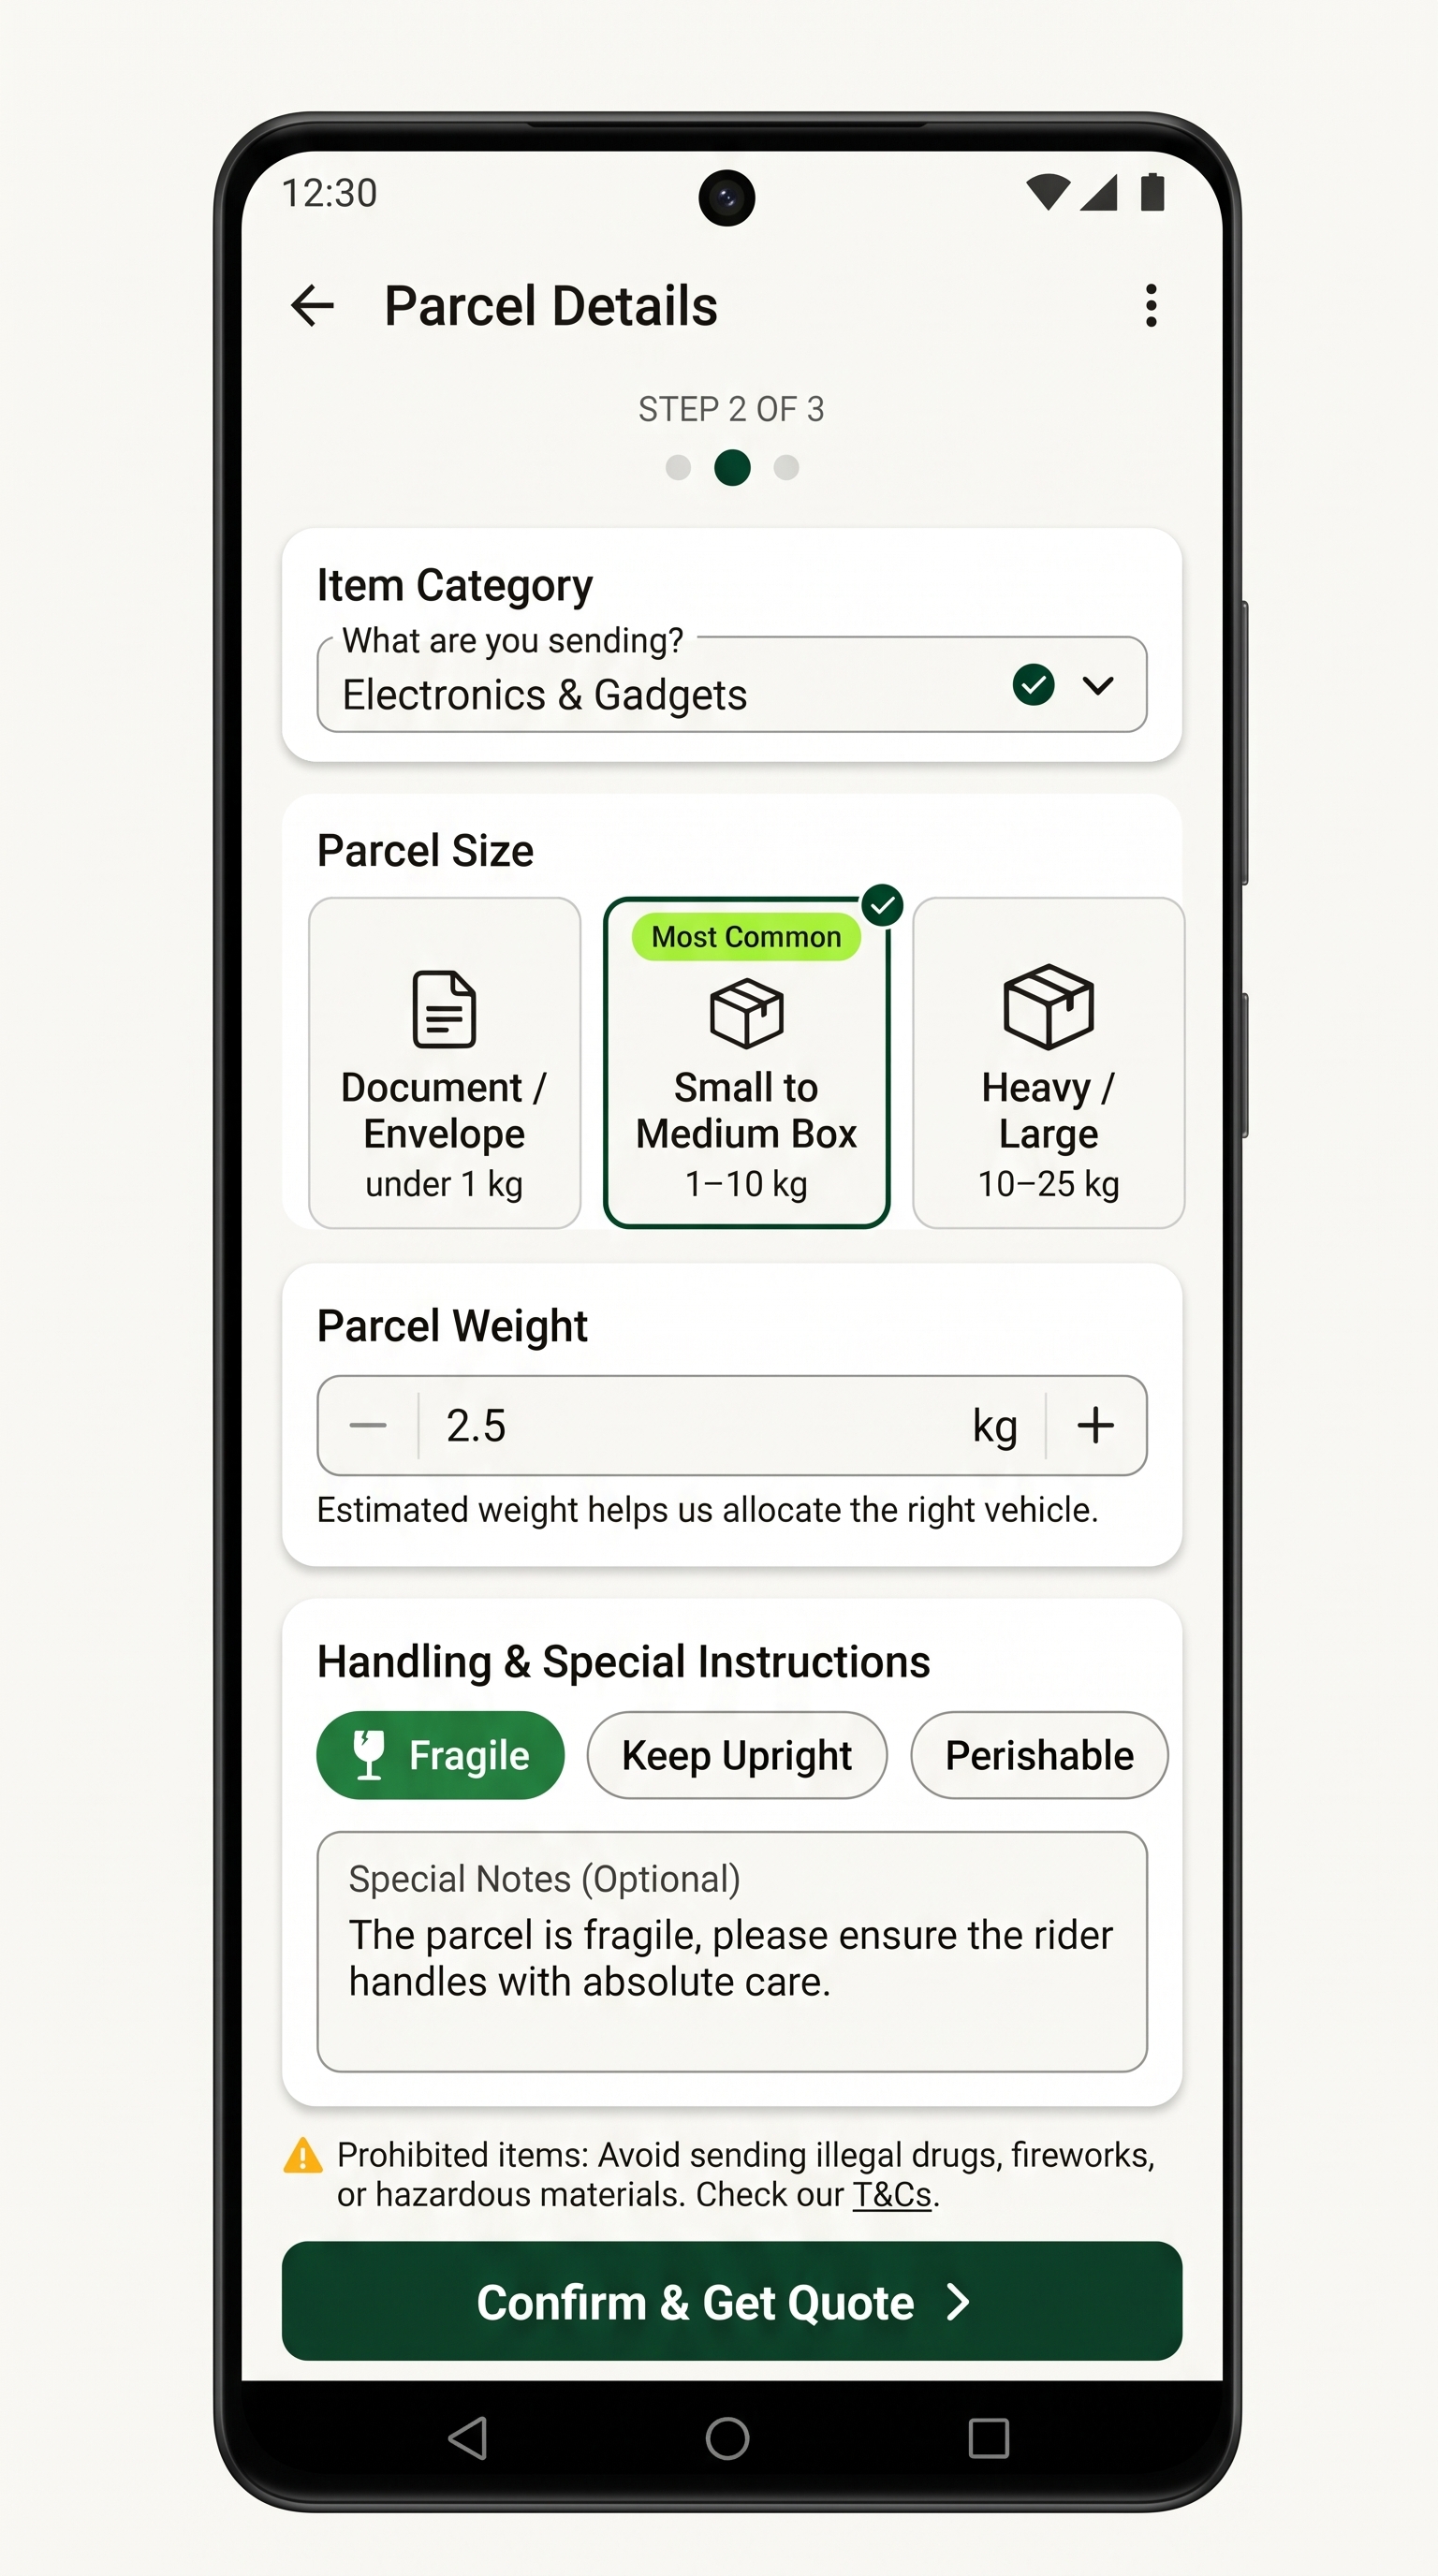 12:30
Parcel Details
STEP 2 OF 3
Item Category
What are you sending?
Electronics & Gadgets
Parcel Size
Document /
Envelope
under 1 kg
Most Common
Small to
Medium Box
1–10 kg
Heavy /
Large
10–25 kg
Parcel Weight
2.5
kg
Estimated weight helps us allocate the right vehicle.
Handling & Special Instructions
Fragile
Keep Upright
Perishable
Special Notes (Optional)
The parcel is fragile, please ensure the rider
handles with absolute care.
Prohibited items: Avoid sending illegal drugs, fireworks,
or hazardous materials. Check our T&Cs.
Confirm & Get Quote